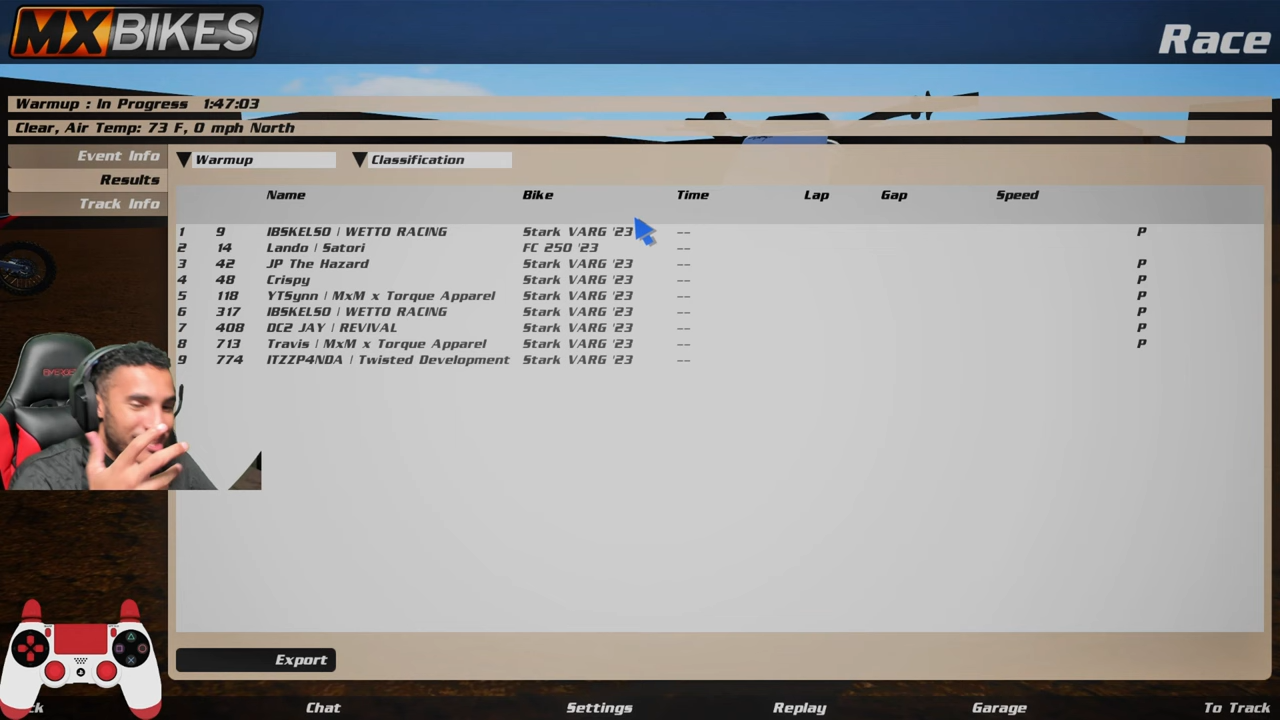 MXBIKES
Race
Warmup : In Progress 1:47:03
Clear, Air Temp: 73 F, 0 mph North
Event Info
Results
Track Info
Warmup
Classification
Name Bike Time Lap Gap Speed
1 9 IBSKELSO | WETTO RACING Stark VARG '23 -- P
2 14 Lando | Satori FC 250 '23 --
3 42 JP The Hazard Stark VARG '23 -- P
4 48 Crispy Stark VARG '23 -- P
5 118 YTSynn | MxM x Torque Apparel Stark VARG '23 -- P
6 317 IBSKELSO | WETTO RACING Stark VARG '23 -- P
7 408 DC2 JAY | REVIVAL Stark VARG '23 -- P
8 713 Travis | MxM x Torque Apparel Stark VARG '23 -- P
9 774 ITZZP4NDA | Twisted Development Stark VARG '23 --
Export
Chat
Settings
Replay
Garage
To Track